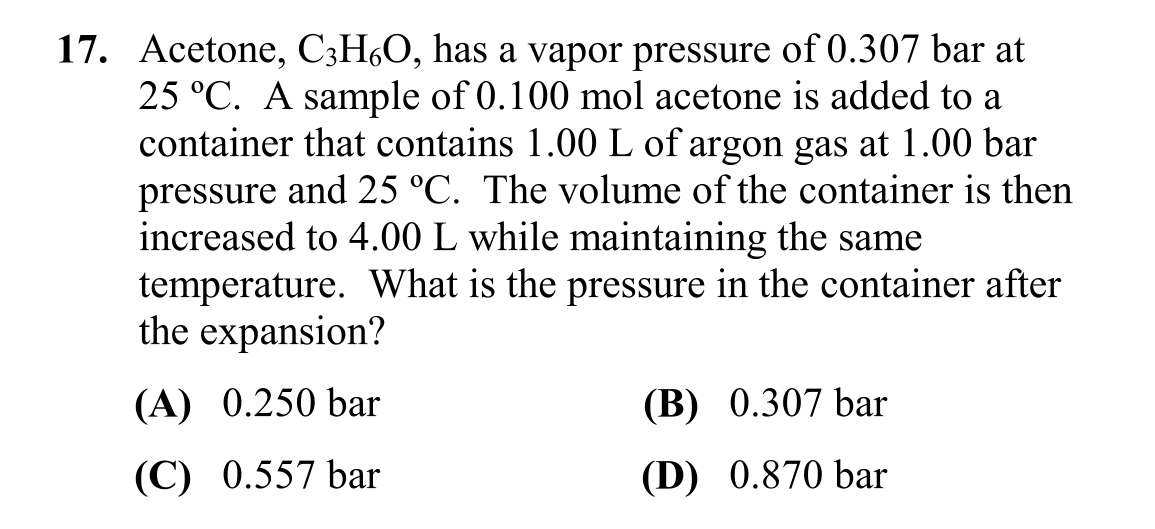 17. Acetone, C₃H₆O, has a vapor pressure of 0.307 bar at
25 ºC. A sample of 0.100 mol acetone is added to a
container that contains 1.00 L of argon gas at 1.00 bar
pressure and 25 ºC. The volume of the container is then
increased to 4.00 L while maintaining the same
temperature. What is the pressure in the container after
the expansion?
(A) 0.250 bar (B) 0.307 bar
(C) 0.557 bar (D) 0.870 bar